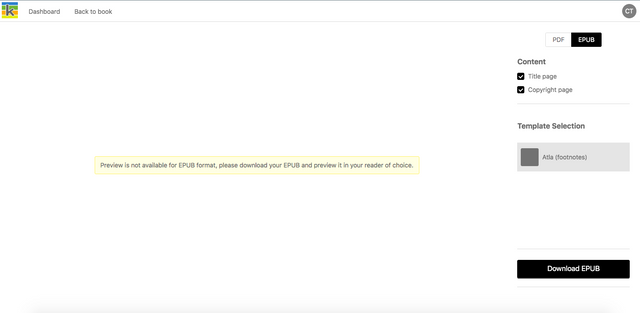 k
Dashboard
Back to book
CT
PDF
EPUB
Content
Title page
Copyright page
Template Selection
Atla (footnotes)
Preview is not available for EPUB format, please download your EPUB and preview it in your reader of choice.
Download EPUB